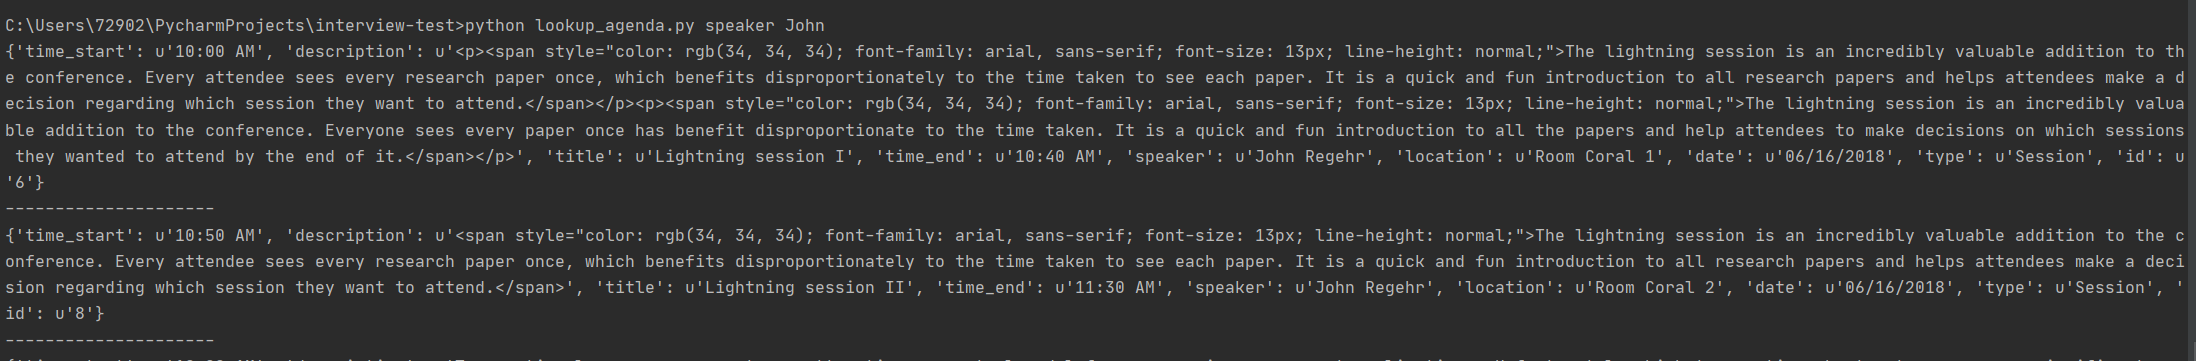 C:\Users\72902\PycharmProjects\interview-test>python lookup_agenda.py speaker John
{'time_start': u'10:00 AM', 'description': u'<p><span style="color: rgb(34, 34, 34); font-family: arial, sans-serif; font-size: 13px; line-height: normal;">The lightning session is an incredibly valuable addition to th
e conference. Every attendee sees every research paper once, which benefits disproportionately to the time taken to see each paper. It is a quick and fun introduction to all research papers and helps attendees make a d
ecision regarding which session they want to attend.</span></p><p><span style="color: rgb(34, 34, 34); font-family: arial, sans-serif; font-size: 13px; line-height: normal;">The lightning session is an incredibly valua
ble addition to the conference. Everyone sees every paper once has benefit disproportionate to the time taken. It is a quick and fun introduction to all the papers and help attendees to make decisions on which sessions
 they wanted to attend by the end of it.</span></p>', 'title': u'Lightning session I', 'time_end': u'10:40 AM', 'speaker': u'John Regehr', 'location': u'Room Coral 1', 'date': u'06/16/2018', 'type': u'Session', 'id': u
'6'}
---------------------
{'time_start': u'10:50 AM', 'description': u'<span style="color: rgb(34, 34, 34); font-family: arial, sans-serif; font-size: 13px; line-height: normal;">The lightning session is an incredibly valuable addition to the c
onference. Every attendee sees every research paper once, which benefits disproportionately to the time taken to see each paper. It is a quick and fun introduction to all research papers and helps attendees make a deci
sion regarding which session they want to attend.</span>', 'title': u'Lightning session II', 'time_end': u'11:30 AM', 'speaker': u'John Regehr', 'location': u'Room Coral 2', 'date': u'06/16/2018', 'type': u'Session', '
id': u'8'}
---------------------